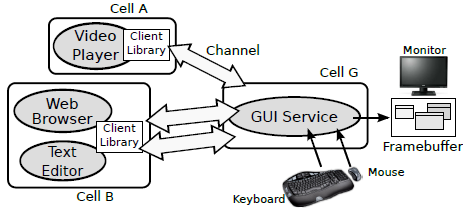 Cell A
Video
Player
Client
Library
Channel
Monitor
Cell G
Web
Browser
Client
Library
GUI Service
Text
Editor
Framebuffer
Cell B
Mouse
Keyboard